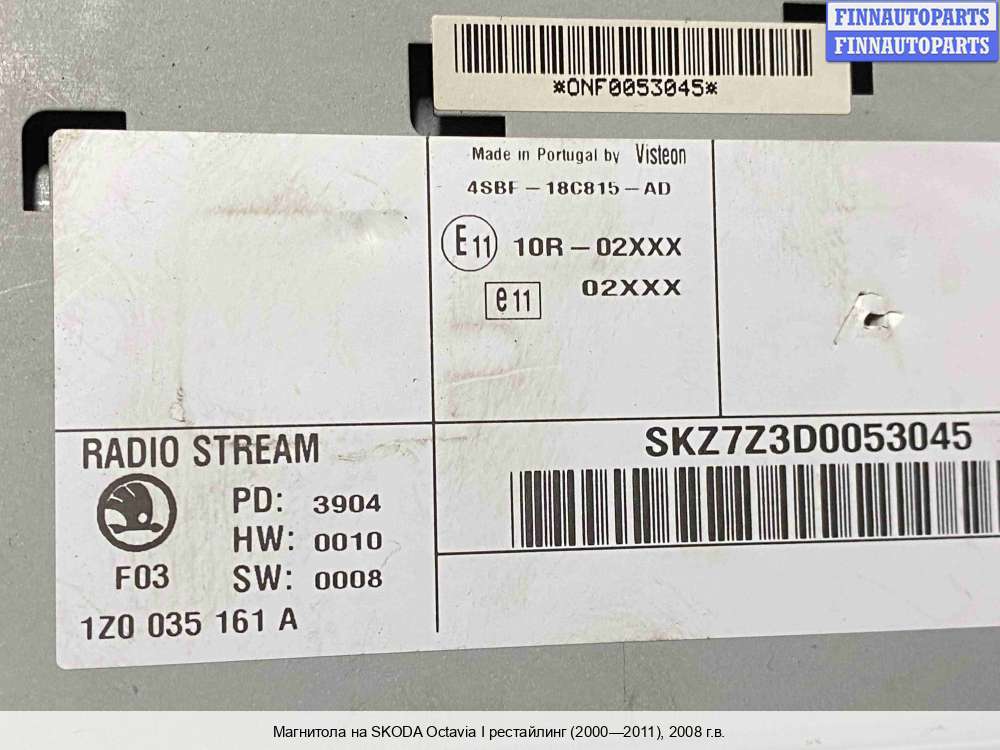 FINNAUTOPARTS
FINNAUTOPARTS
*ONF0053045*
Made in Portugal by Visteon
4SBF-18C815-AD
E11 10R-02XXX
e11 02XXX
RADIO STREAM
SKZ7Z3D0053045
PD: 3904
HW: 0010
F03 SW: 0008
1Z0 035 161 A
Магнитола на SKODA Octavia I рестайлинг (2000—2011), 2008 г.в.